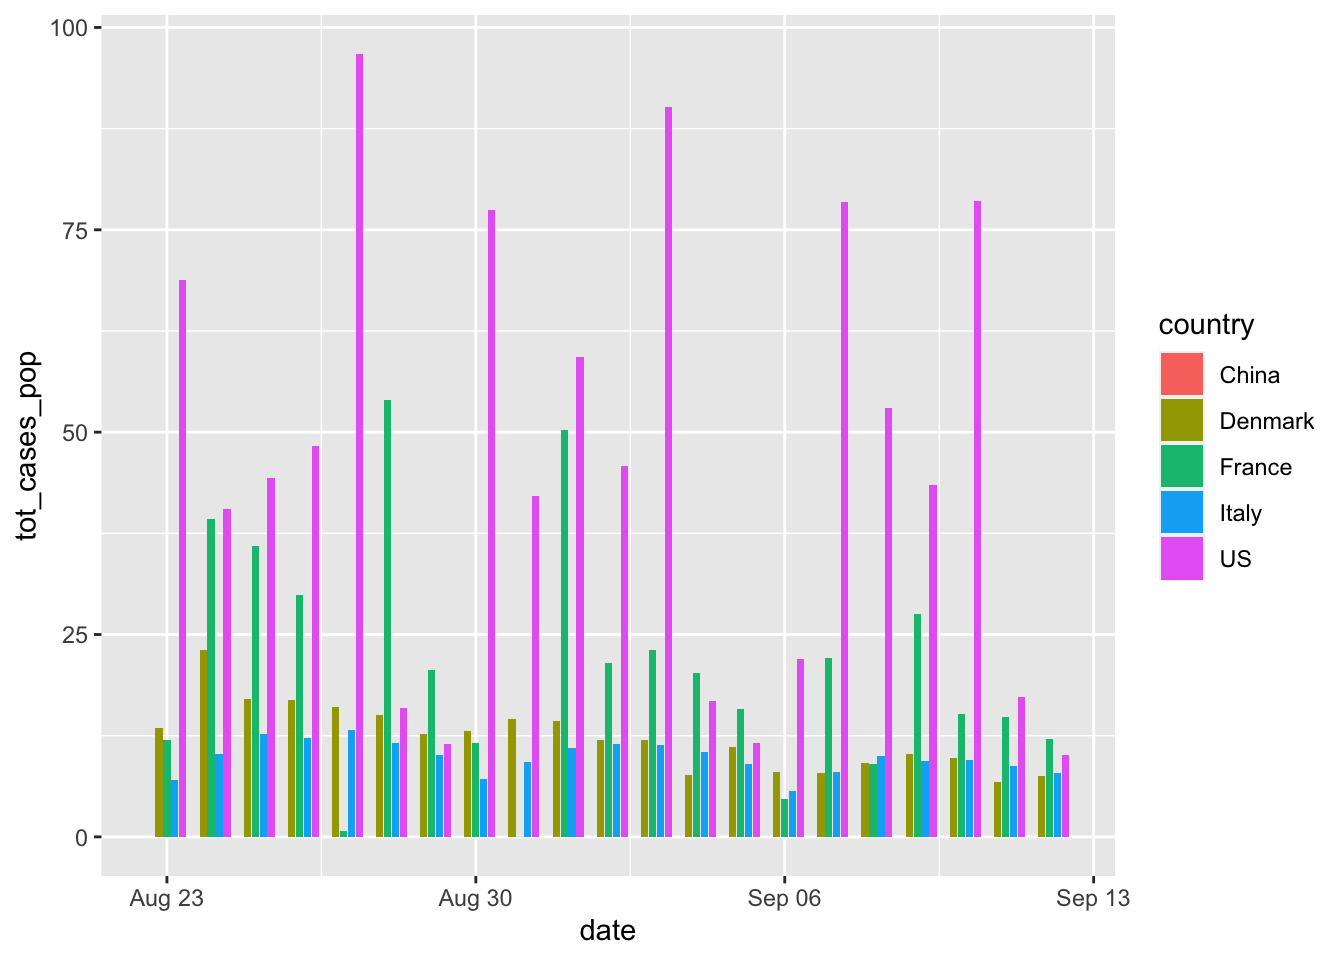 100
75
50
25
0
tot_cases_pop
Aug 23
Aug 30
Sep 06
Sep 13
date
country
China
Denmark
France
Italy
US